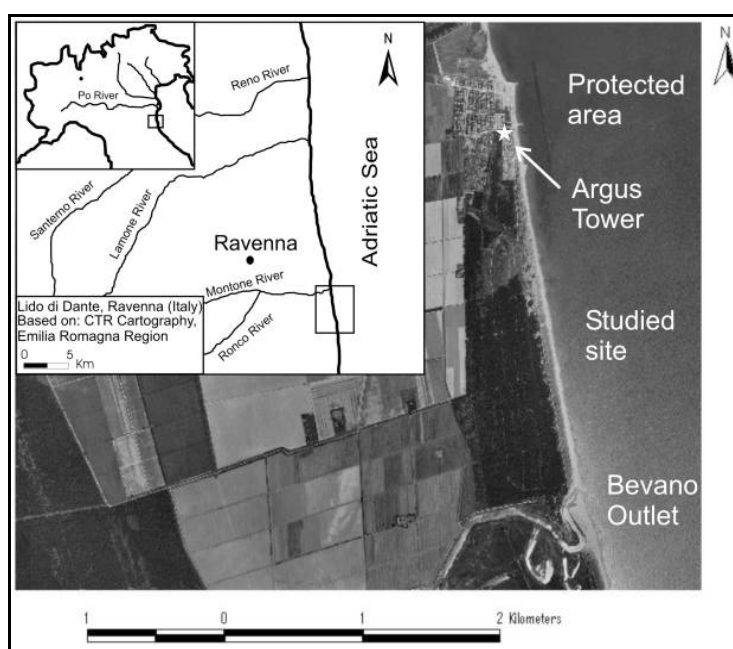 Po River
N
Reno River
Santerno River
Lamone River
Adriatic Sea
Ravenna
Montone River
Ronco River
Lido di Dante, Ravenna (Italy)
Based on: CTR Cartography,
Emilia Romagna Region
0 5
Km
N
Protected
area
Argus
Tower
Studied
site
Bevano
Outlet
1 0 1 2 Kilometers